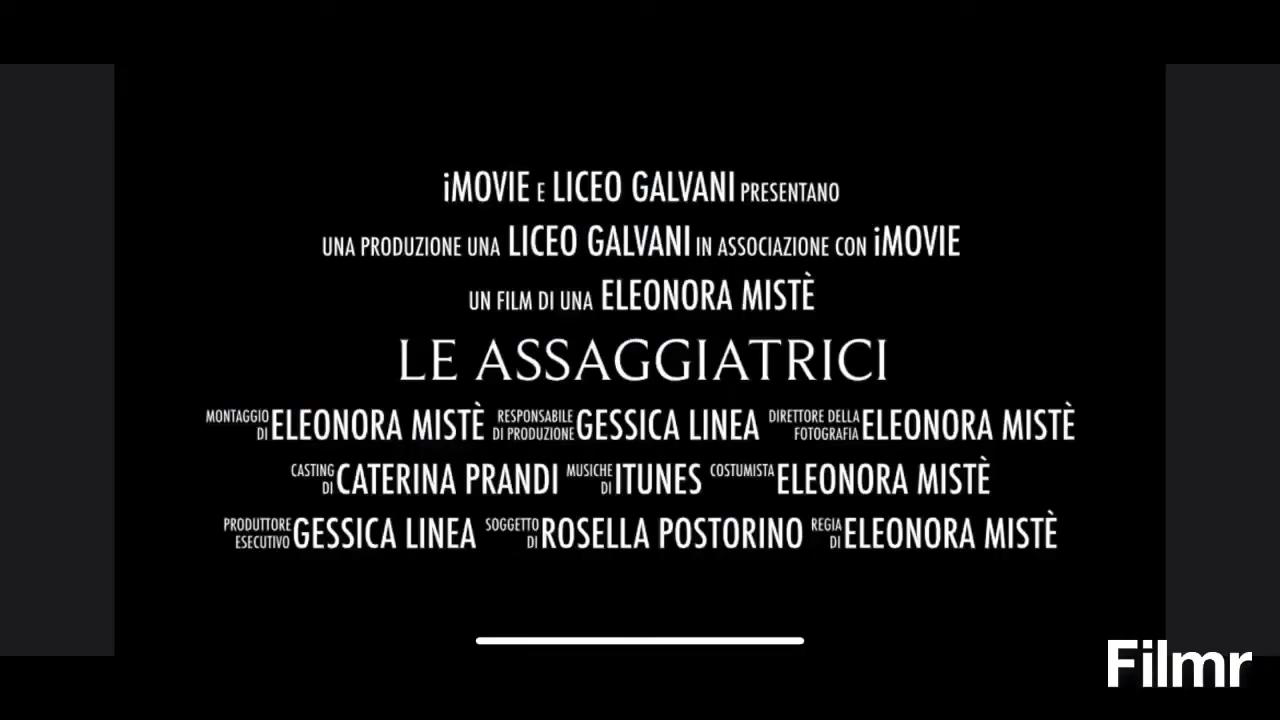 iMOVIE E LICEO GALVANI PRESENTANO
UNA PRODUZIONE UNA LICEO GALVANI IN ASSOCIAZIONE CON iMOVIE
UN FILM DI UNA ELEONORA MISTÈ
LE ASSAGGIATRICI
MONTAGGIO DI ELEONORA MISTÈ RESPONSABILE DI PRODUZIONE GESSICA LINEA DIRETTORE DELLA FOTOGRAFIA ELEONORA MISTÈ
CASTING DI CATERINA PRANDI MUSICHE DI ITUNES COSTUMISTA ELEONORA MISTÈ
PRODUTTORE ESECUTIVO GESSICA LINEA SOGGETTO DI ROSELLA POSTORINO REGIA DI ELEONORA MISTÈ
Filmr